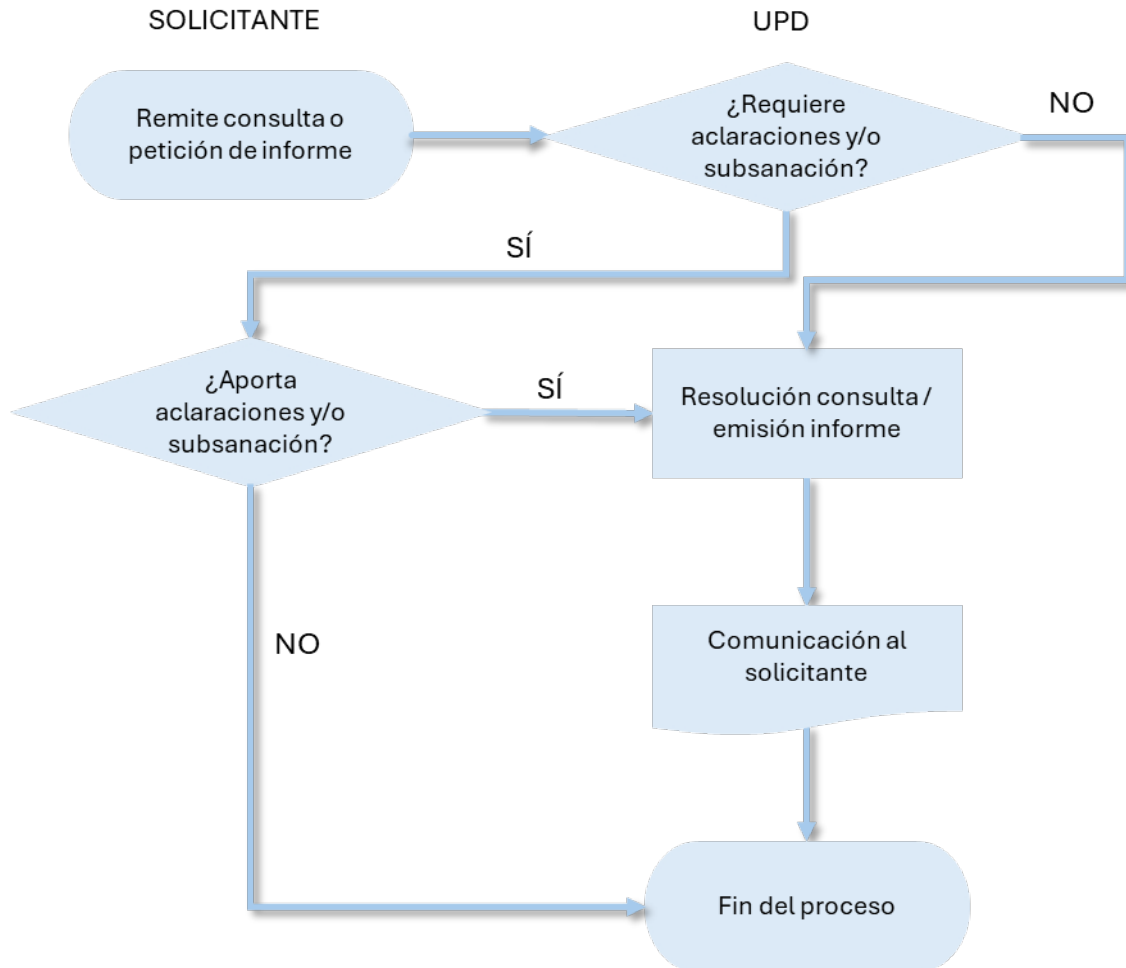 SOLICITANTE
UPD
Remite consulta o
petición de informe
¿Requiere
aclaraciones y/o
subsanación?
NO
SÍ
¿Aporta
aclaraciones y/o
subsanación?
SÍ
Resolución consulta /
emisión informe
NO
Comunicación al
solicitante
Fin del proceso